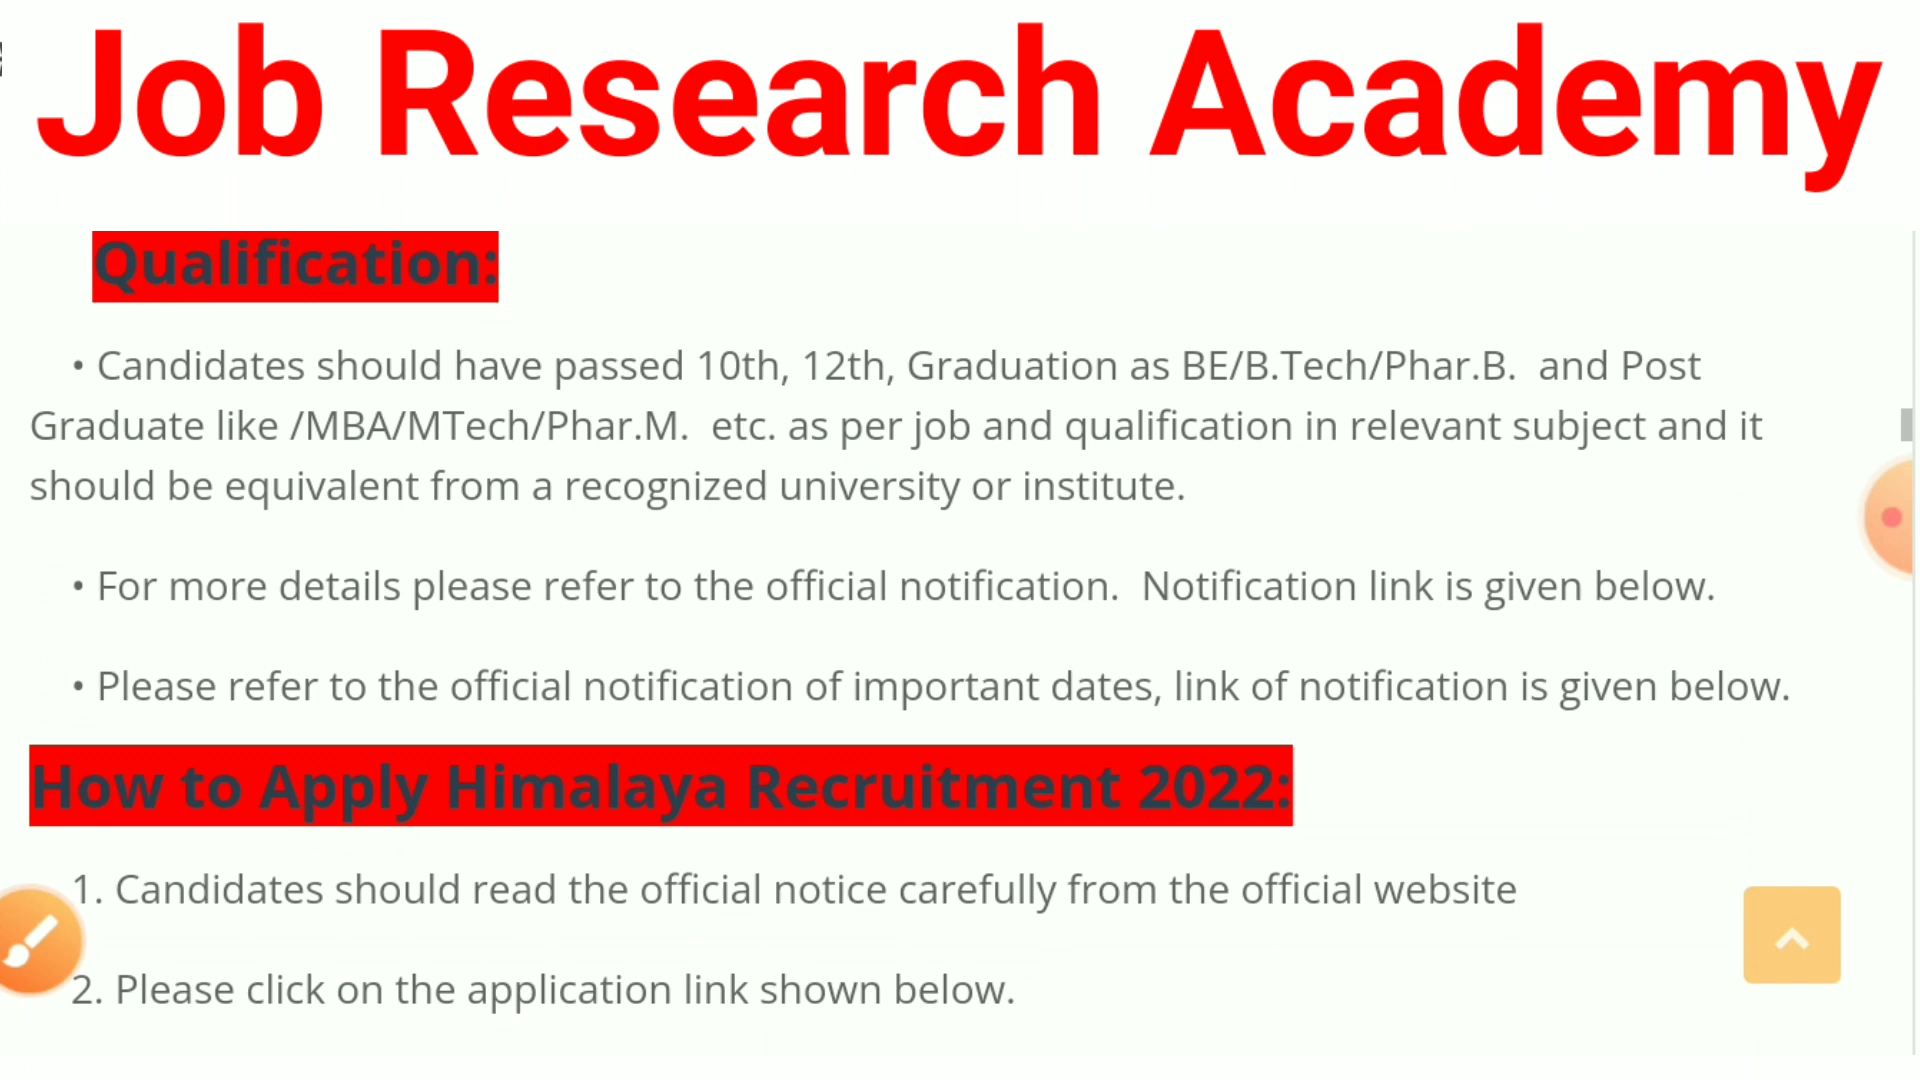 Job Research Academy
Qualification:
• Candidates should have passed 10th, 12th, Graduation as BE/B.Tech/Phar.B.  and Post
Graduate like /MBA/MTech/Phar.M.  etc. as per job and qualification in relevant subject and it
should be equivalent from a recognized university or institute.
• For more details please refer to the official notification.  Notification link is given below.
• Please refer to the official notification of important dates, link of notification is given below.
How to Apply Himalaya Recruitment 2022:
1. Candidates should read the official notice carefully from the official website
2. Please click on the application link shown below.